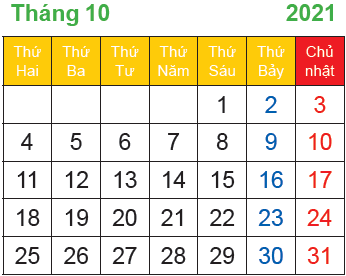 Tháng 10 2021
Thứ Hai Thứ Ba Thứ Tư Thứ Năm Thứ Sáu Thứ Bảy Chủ nhật
1 2 3
4 5 6 7 8 9 10
11 12 13 14 15 16 17
18 19 20 21 22 23 24
25 26 27 28 29 30 31